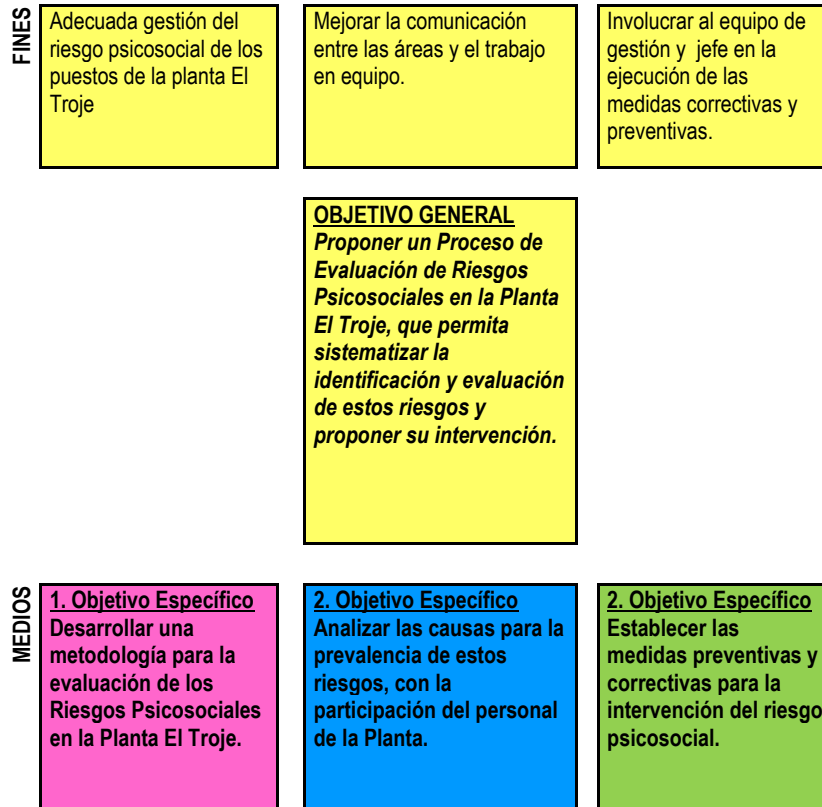 FINES
Adecuada gestión del
riesgo psicosocial de los
puestos de la planta El
Troje
Mejorar la comunicación
entre las áreas y el trabajo
en equipo.
Involucrar al equipo de
gestión y jefe en la
ejecución de las
medidas correctivas y
preventivas.
OBJETIVO GENERAL
Proponer un Proceso de
Evaluación de Riesgos
Psicosociales en la Planta
El Troje, que permita
sistematizar la
identificación y evaluación
de estos riesgos y
proponer su intervención.
MEDIOS
1. Objetivo Específico
Desarrollar una
metodología para la
evaluación de los
Riesgos Psicosociales
en la Planta El Troje.
2. Objetivo Específico
Analizar las causas para la
prevalencia de estos
riesgos, con la
participación del personal
de la Planta.
2. Objetivo Específico
Establecer las
medidas preventivas y
correctivas para la
intervención del riesgo
psicosocial.